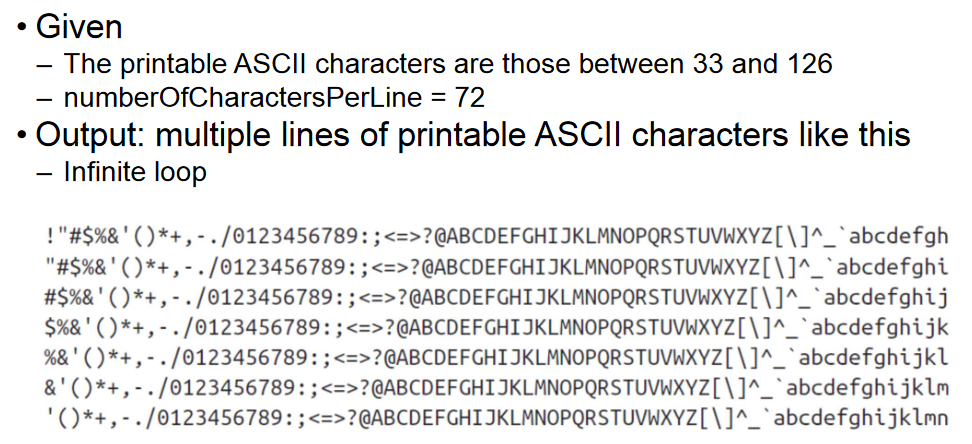 • Given
– The printable ASCII characters are those between 33 and 126
– numberOfCharactersPerLine = 72
• Output: multiple lines of printable ASCII characters like this
– Infinite loop
!"#$%&'()*+,-./0123456789:;<=>?@ABCDEFGHIJKLMNOPQRSTUVWXYZ[\]^_`abcdefgh
"#$%&'()*+,-./0123456789:;<=>?@ABCDEFGHIJKLMNOPQRSTUVWXYZ[\]^_`abcdefghi
#$%&'()*+,-./0123456789:;<=>?@ABCDEFGHIJKLMNOPQRSTUVWXYZ[\]^_`abcdefghij
$%&'()*+,-./0123456789:;<=>?@ABCDEFGHIJKLMNOPQRSTUVWXYZ[\]^_`abcdefghijk
%&'()*+,-./0123456789:;<=>?@ABCDEFGHIJKLMNOPQRSTUVWXYZ[\]^_`abcdefghijkl
&'()*+,-./0123456789:;<=>?@ABCDEFGHIJKLMNOPQRSTUVWXYZ[\]^_`abcdefghijklm
'()*+,-./0123456789:;<=>?@ABCDEFGHIJKLMNOPQRSTUVWXYZ[\]^_`abcdefghijklmn